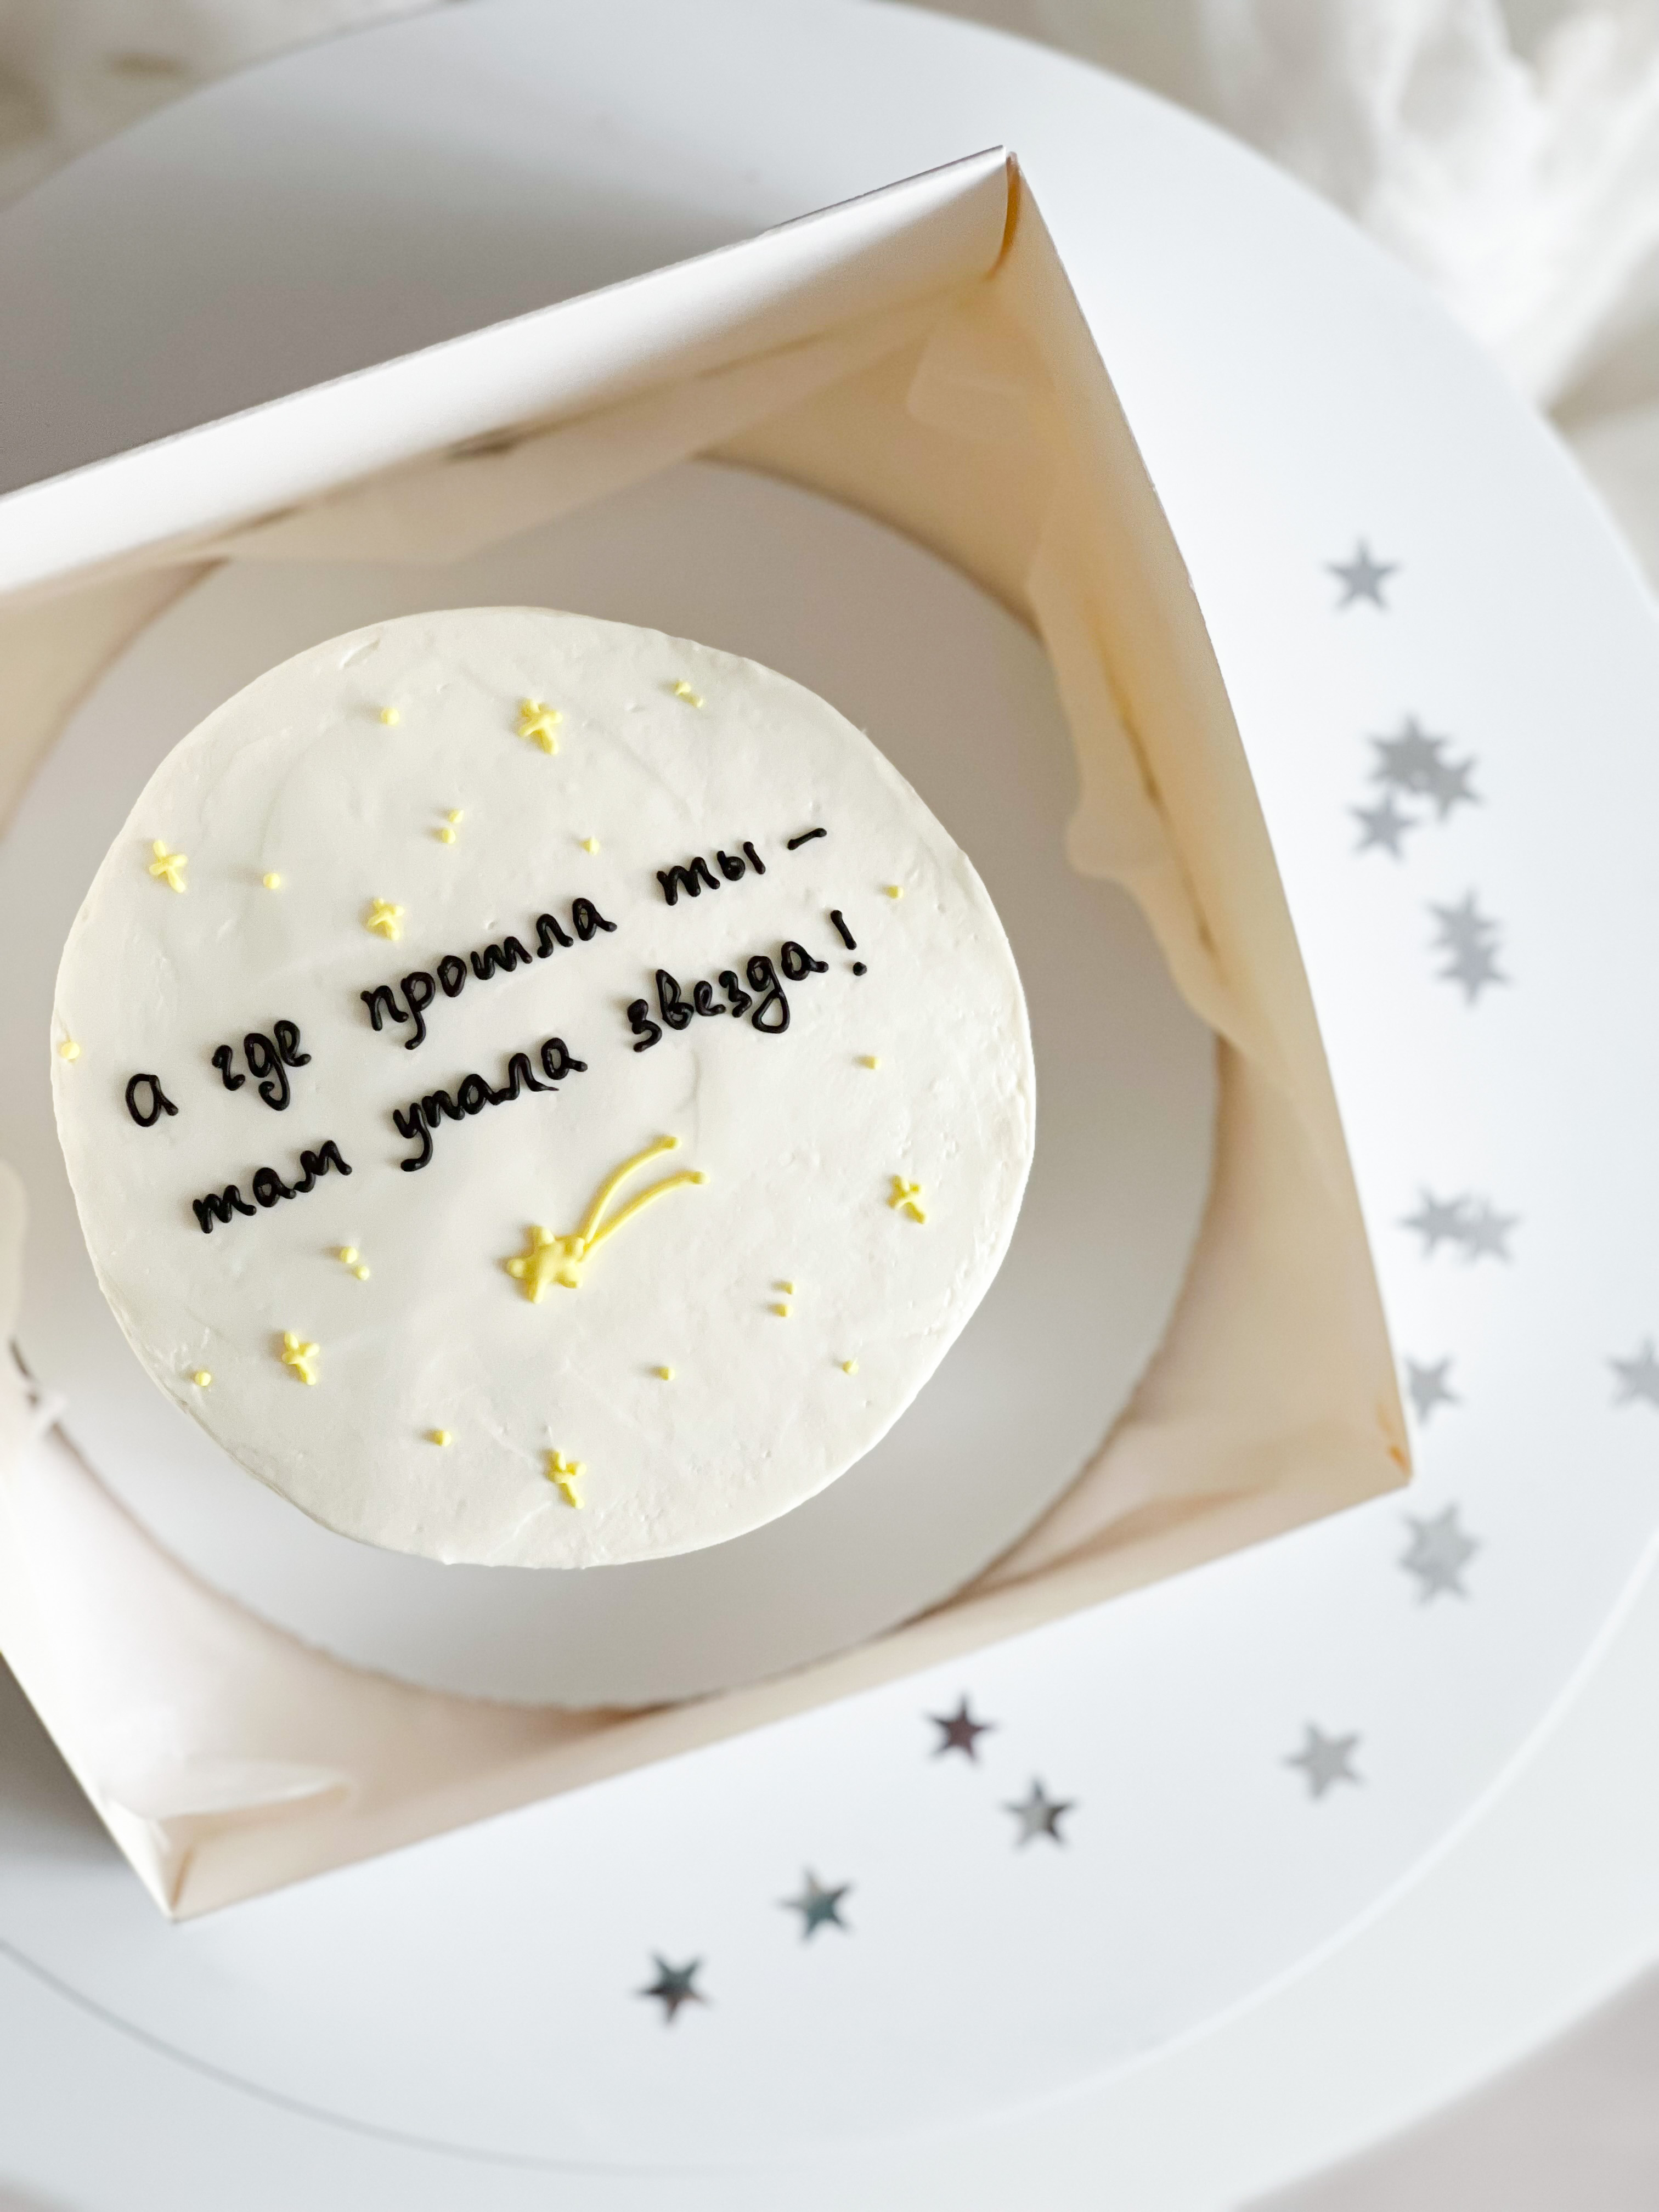 а где прошла ты –
там упала звезда!